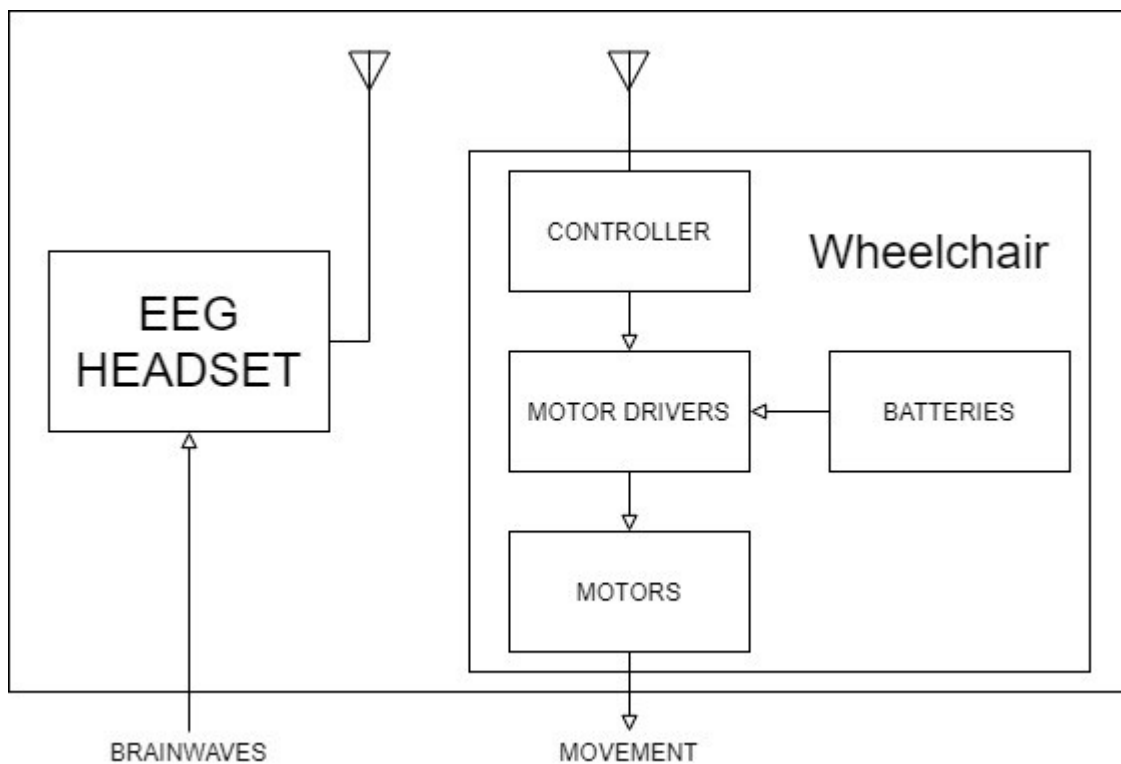 CONTROLLER
Wheelchair
EEG
HEADSET
MOTOR DRIVERS
BATTERIES
MOTORS
BRAINWAVES
MOVEMENT